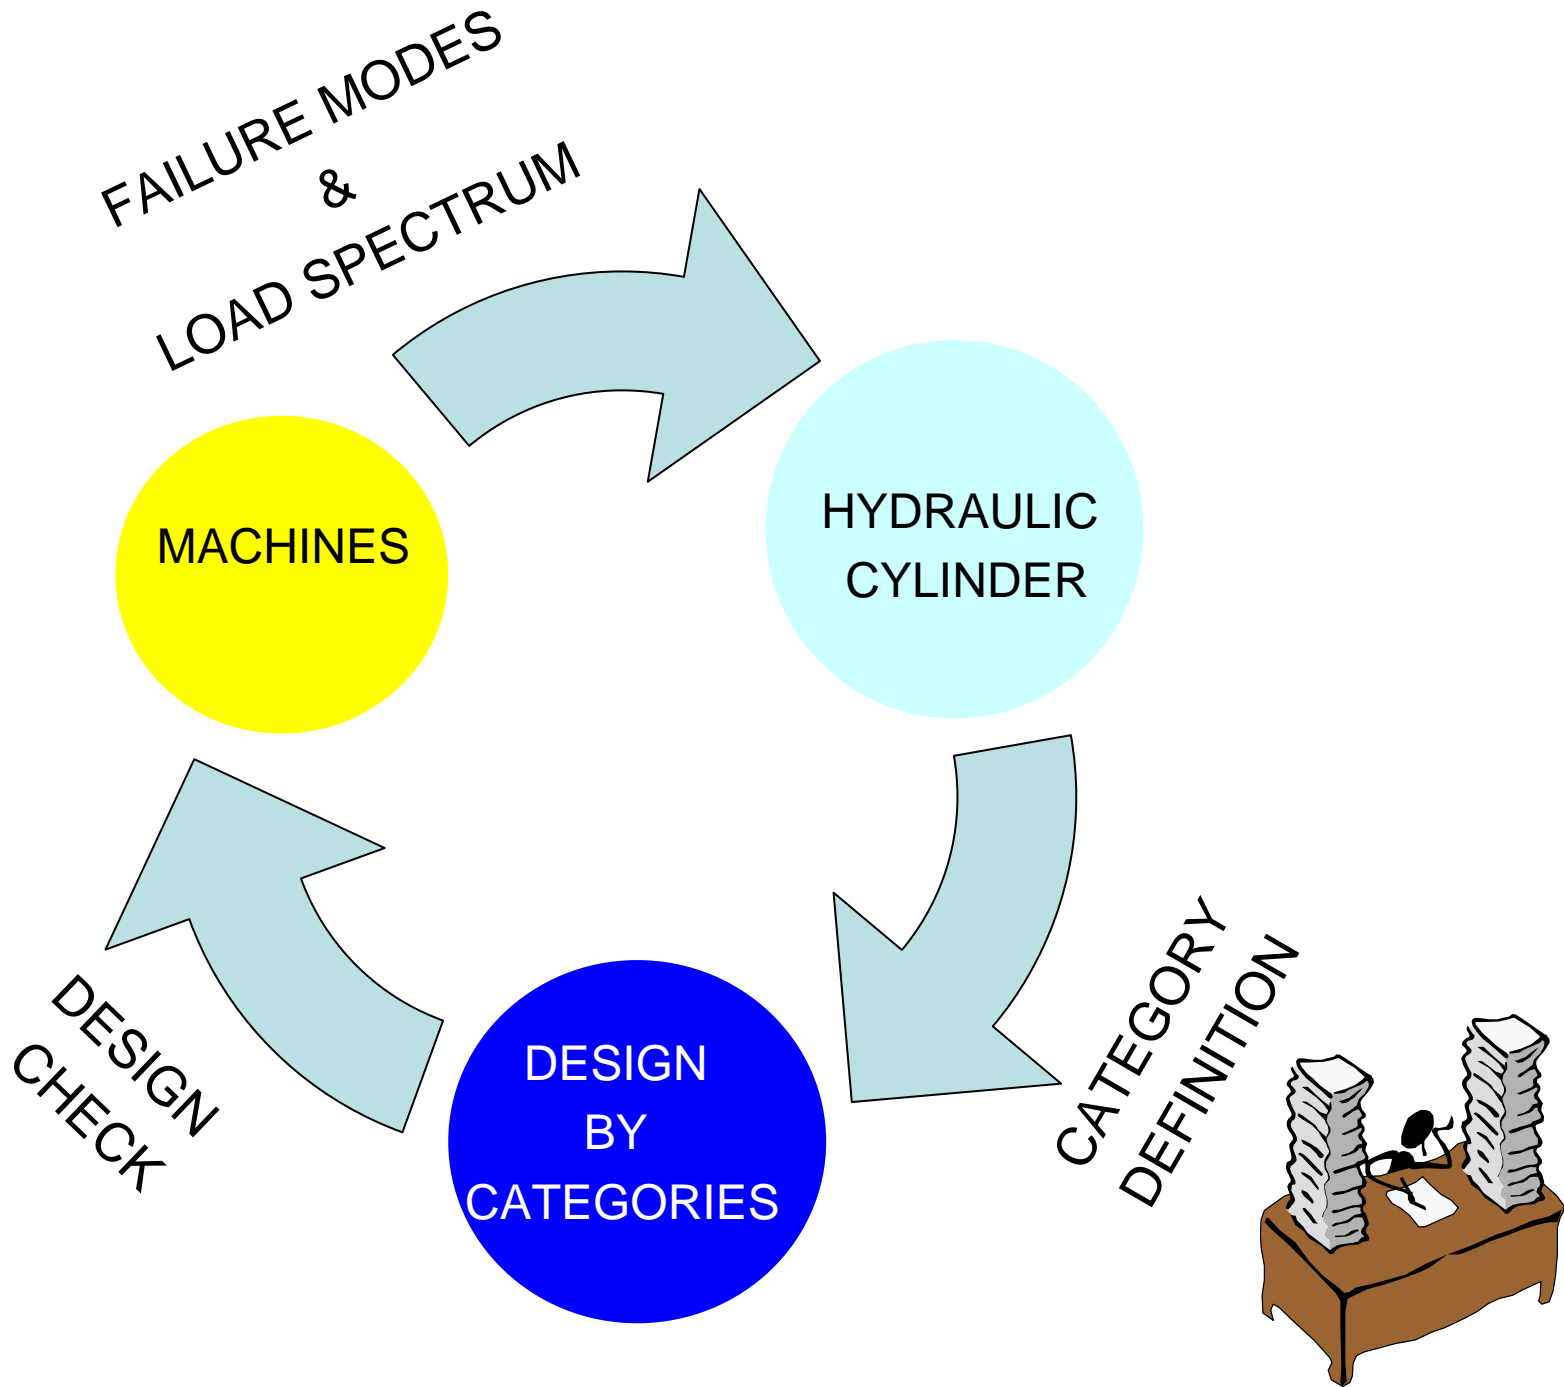 FAILURE MODES
&
LOAD SPECTRUM
MACHINES
HYDRAULIC
CYLINDER
CATEGORY
DEFINITION
DESIGN
BY
CATEGORIES
DESIGN
CHECK